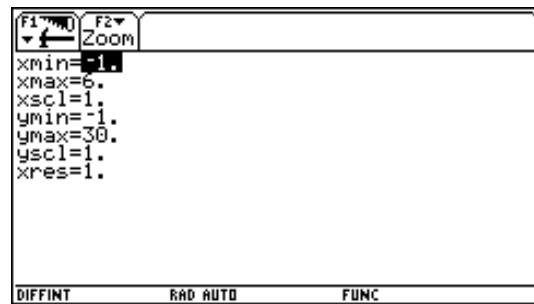 F1 F2
Zoom
xmin=-1.
xmax=6.
xscl=1.
ymin=-1.
ymax=30.
yscl=1.
xres=1.
DIFFINT RAD AUTO FUNC